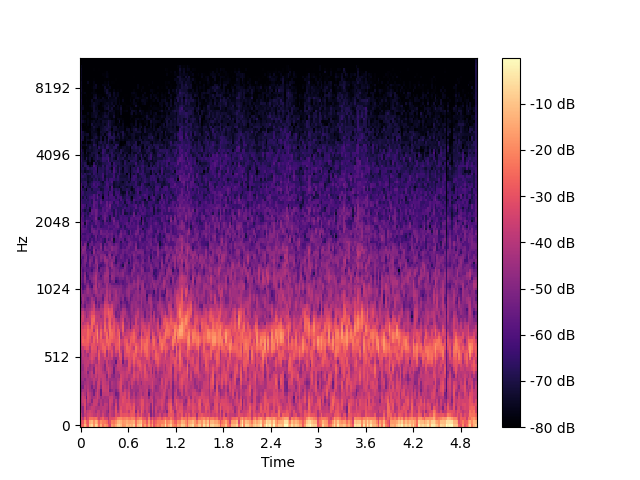 8192
4096
2048
1024
512
0
Hz
0 0.6 1.2 1.8 2.4 3 3.6 4.2 4.8
Time
-10 dB
-20 dB
-30 dB
-40 dB
-50 dB
-60 dB
-70 dB
-80 dB